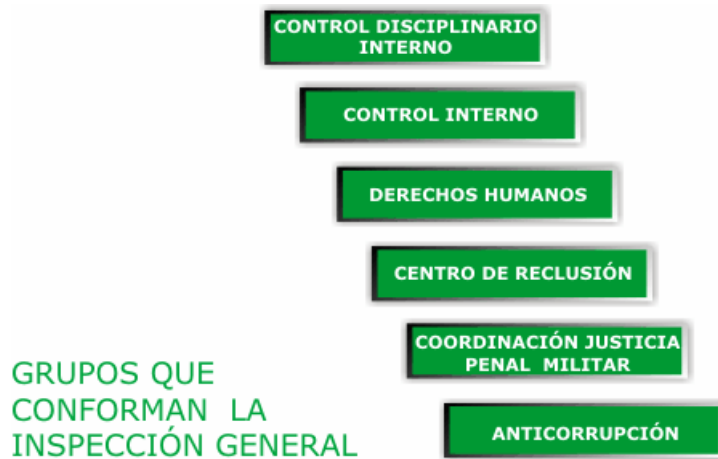 CONTROL DISCIPLINARIO
INTERNO
CONTROL INTERNO
DERECHOS HUMANOS
CENTRO DE RECLUSIÓN
COORDINACIÓN JUSTICIA
PENAL MILITAR
ANTICORRUPCIÓN
GRUPOS QUE
CONFORMAN LA
INSPECCIÓN GENERAL